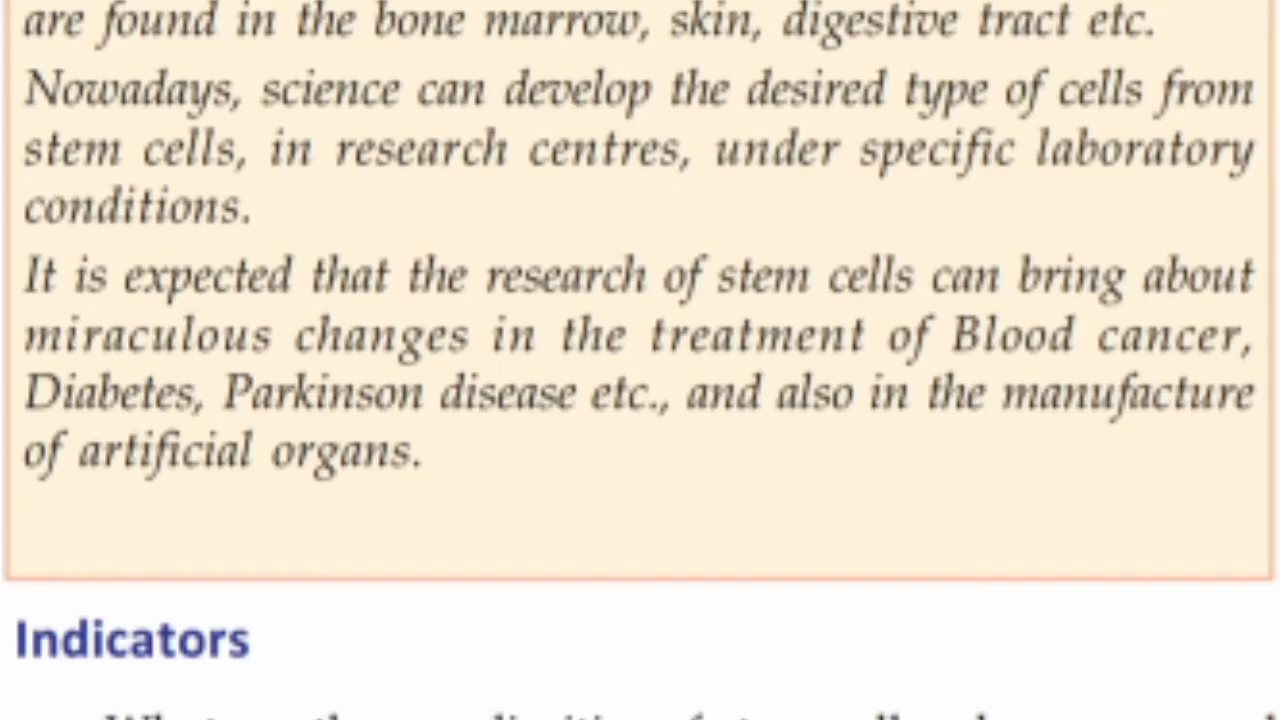 are found in the bone marrow, skin, digestive tract etc.
Nowadays, science can develop the desired type of cells from
stem cells, in research centres, under specific laboratory
conditions.
It is expected that the research of stem cells can bring about
miraculous changes in the treatment of Blood cancer,
Diabetes, Parkinson disease etc., and also in the manufacture
of artificial organs.
Indicators